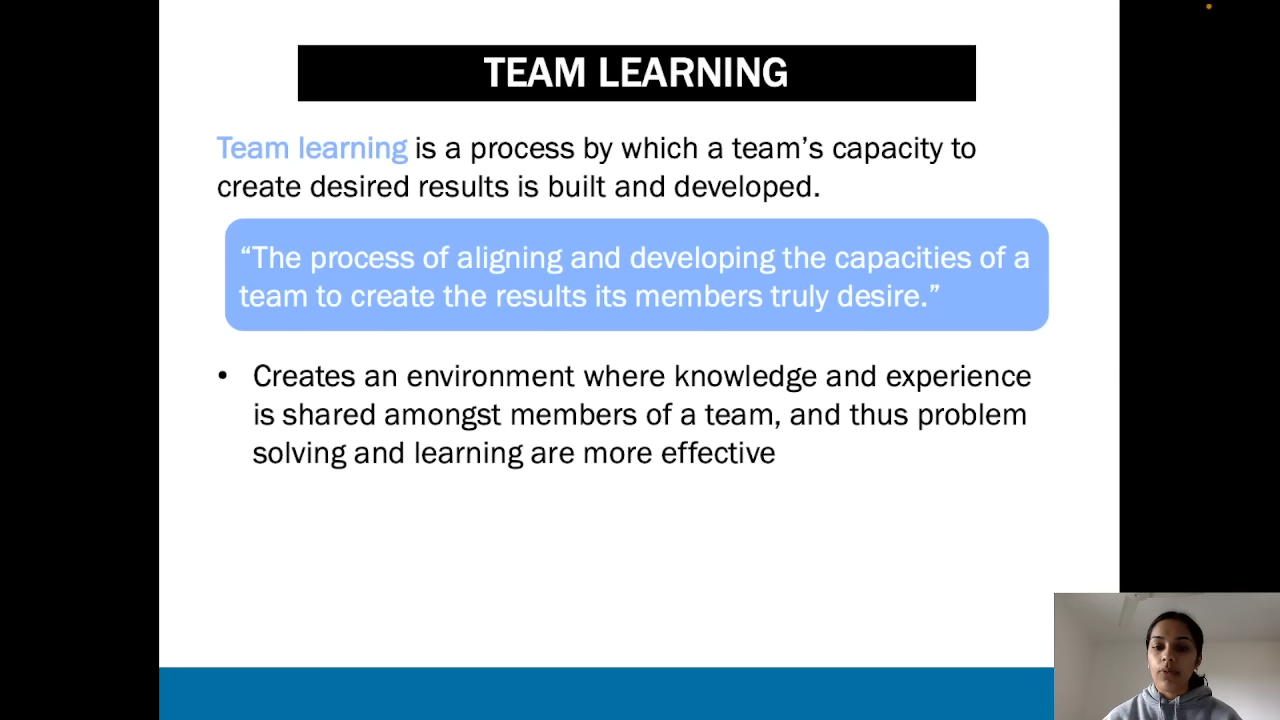 TEAM LEARNING
Team learning is a process by which a team’s capacity to
create desired results is built and developed.
“The process of aligning and developing the capacities of a
team to create the results its members truly desire.”
• Creates an environment where knowledge and experience
is shared amongst members of a team, and thus problem
solving and learning are more effective